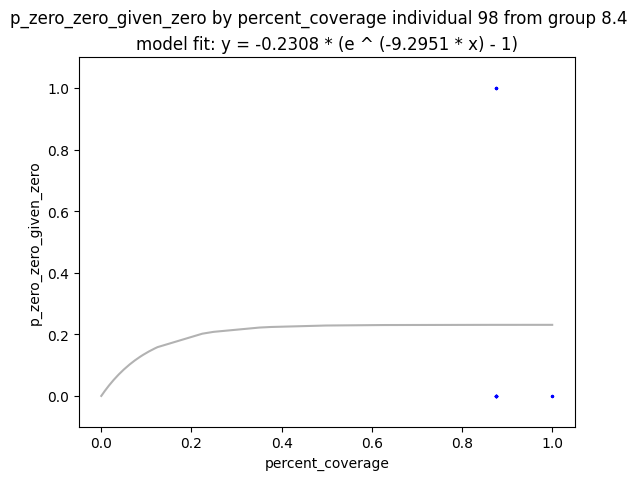 p_zero_zero_given_zero by percent_coverage individual 98 from group 8.4
model fit: y = -0.2308 * (e ^ (-9.2951 * x) - 1)
p_zero_zero_given_zero
1.0
0.8
0.6
0.4
0.2
0.0
0.0 0.2 0.4 0.6 0.8 1.0
percent_coverage